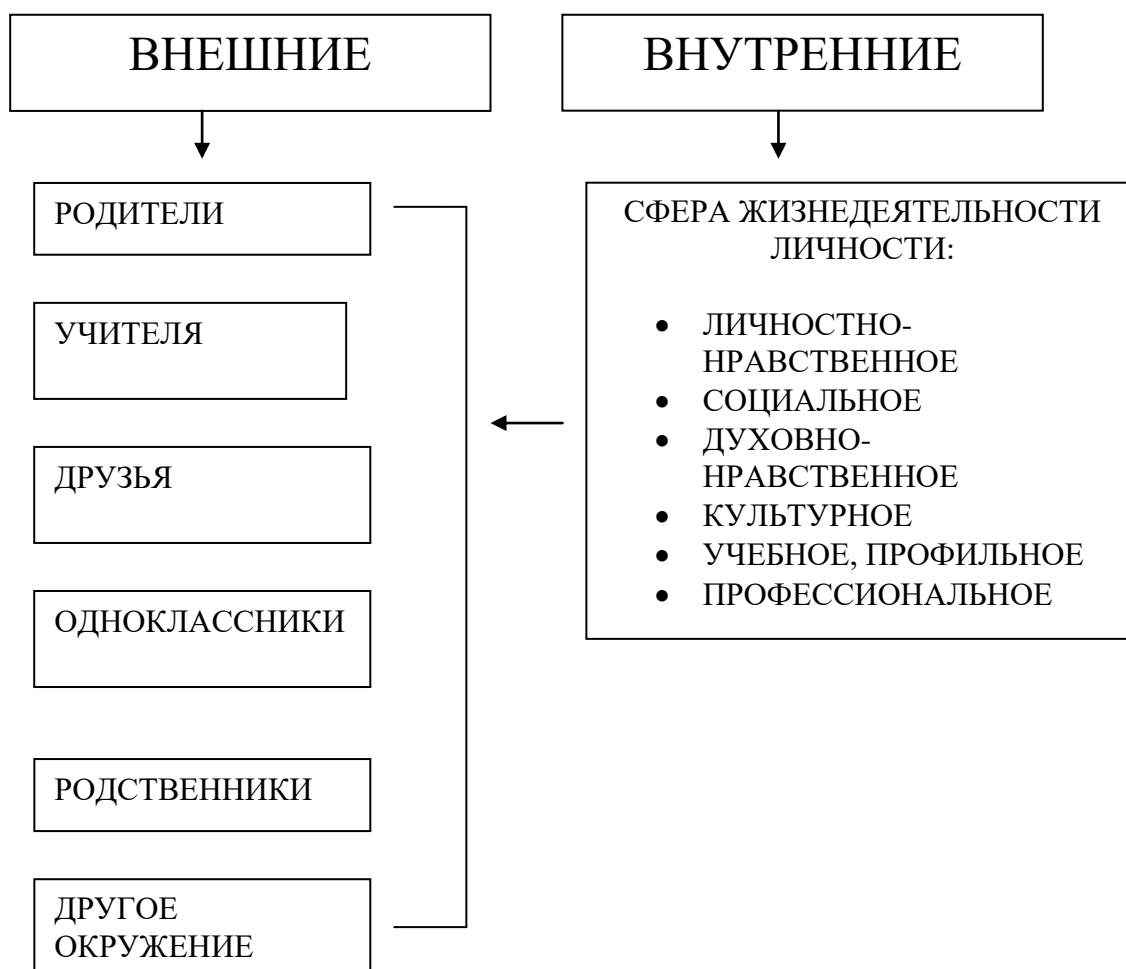 ВНЕШНИЕ
ВНУТРЕННИЕ
РОДИТЕЛИ
УЧИТЕЛЯ
ДРУЗЬЯ
ОДНОКЛАССНИКИ
РОДСТВЕННИКИ
ДРУГОЕ
ОКРУЖЕНИЕ
СФЕРА ЖИЗНЕДЕЯТЕЛЬНОСТИ
ЛИЧНОСТИ:
• ЛИЧНОСТНО-
НРАВСТВЕННОЕ
• СОЦИАЛЬНОЕ
• ДУХОВНО-
НРАВСТВЕННОЕ
• КУЛЬТУРНОЕ
• УЧЕБНОЕ, ПРОФИЛЬНОЕ
• ПРОФЕССИОНАЛЬНОЕ